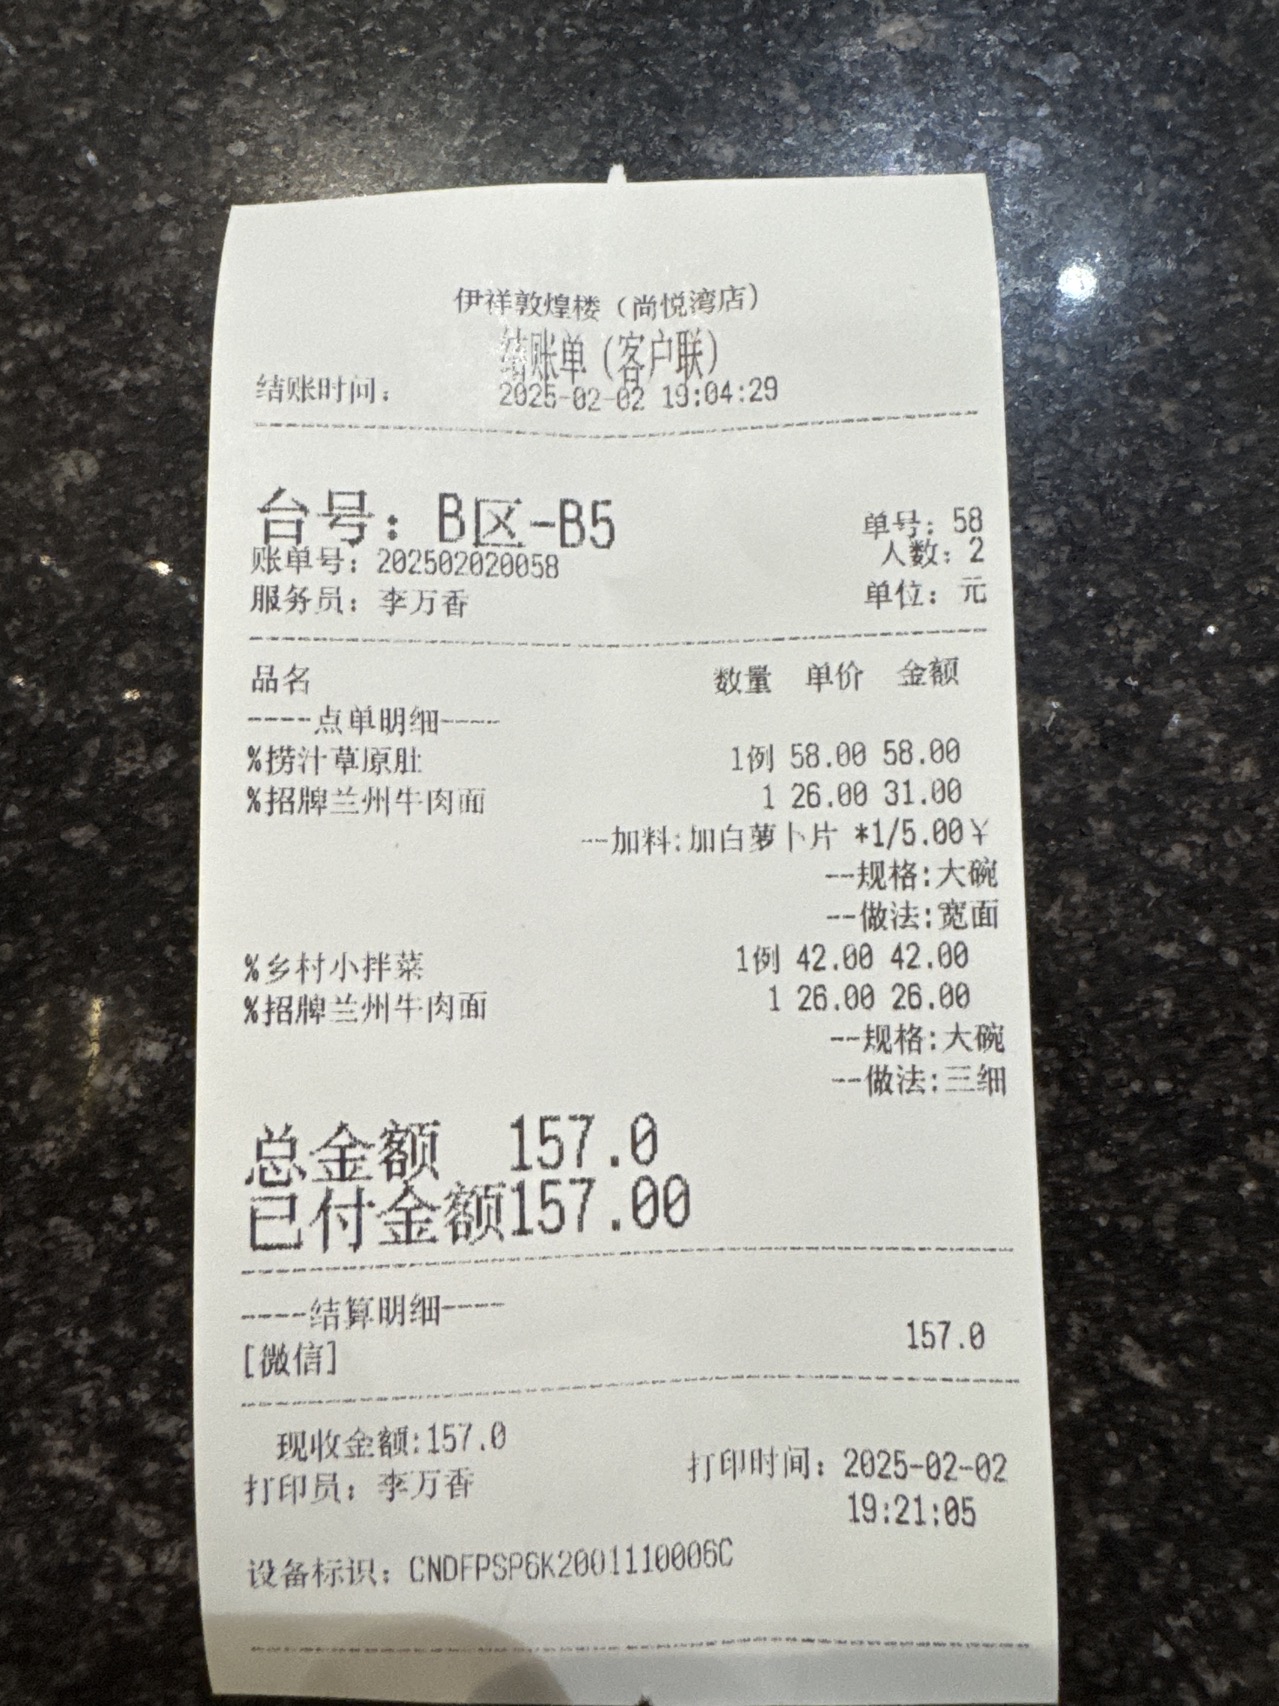 伊祥敦煌楼（尚悦湾店）
结账单（客户联）
结账时间： 2025-02-02 19:04:29
台号：B区-B5
单号：58
账单号：202502020058
人数：2
服务员：李万香
单位：元
品名 数量 单价 金额
----点单明细----
%捞汁草原肚 1例 58.00 58.00
%招牌兰州牛肉面 1 26.00 31.00
--加料:加白萝卜片 *1/5.00¥
--规格:大碗
--做法:宽面
%乡村小拌菜 1例 42.00 42.00
%招牌兰州牛肉面 1 26.00 26.00
--规格:大碗
--做法:三细
总金额 157.0
已付金额157.00
----结算明细----
[微信] 157.0
现收金额:157.0
打印员：李万香 打印时间：2025-02-02
19:21:05
设备标识：CNDFPSP6K2001110006C